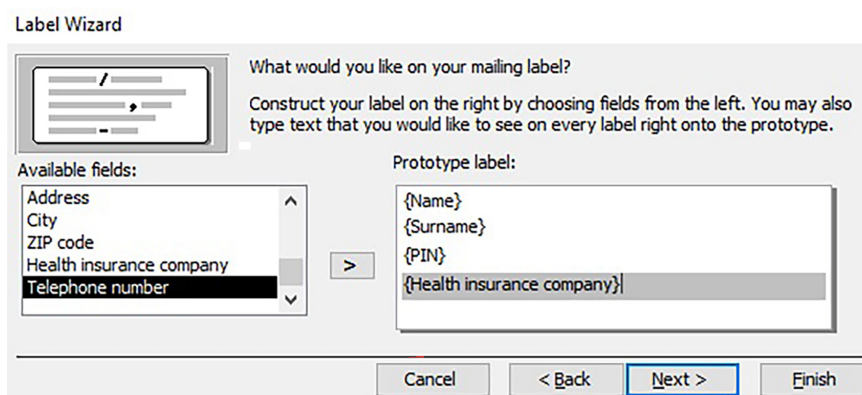 Label Wizard
What would you like on your mailing label?
Construct your label on the right by choosing fields from the left. You may also
type text that you would like to see on every label right onto the prototype.
Available fields:
Prototype label:
Address
City
ZIP code
Health insurance company
Telephone number
>
{Name}
{Surname}
{PIN}
{Health insurance company}
Cancel
< Back
Next >
Finish